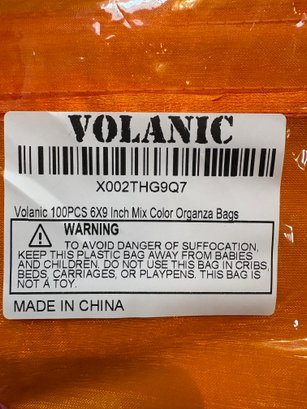 VOLANIC
X002THG9Q7
Volanic 100PCS 6X9 Inch Mix Color Organza Bags
WARNING
TO AVOID DANGER OF SUFFOCATION,
KEEP THIS PLASTIC BAG AWAY FROM BABIES
AND CHILDREN. DO NOT USE THIS BAG IN CRIBS,
BEDS, CARRIAGES, OR PLAYPENS. THIS BAG IS
NOT A TOY.
MADE IN CHINA